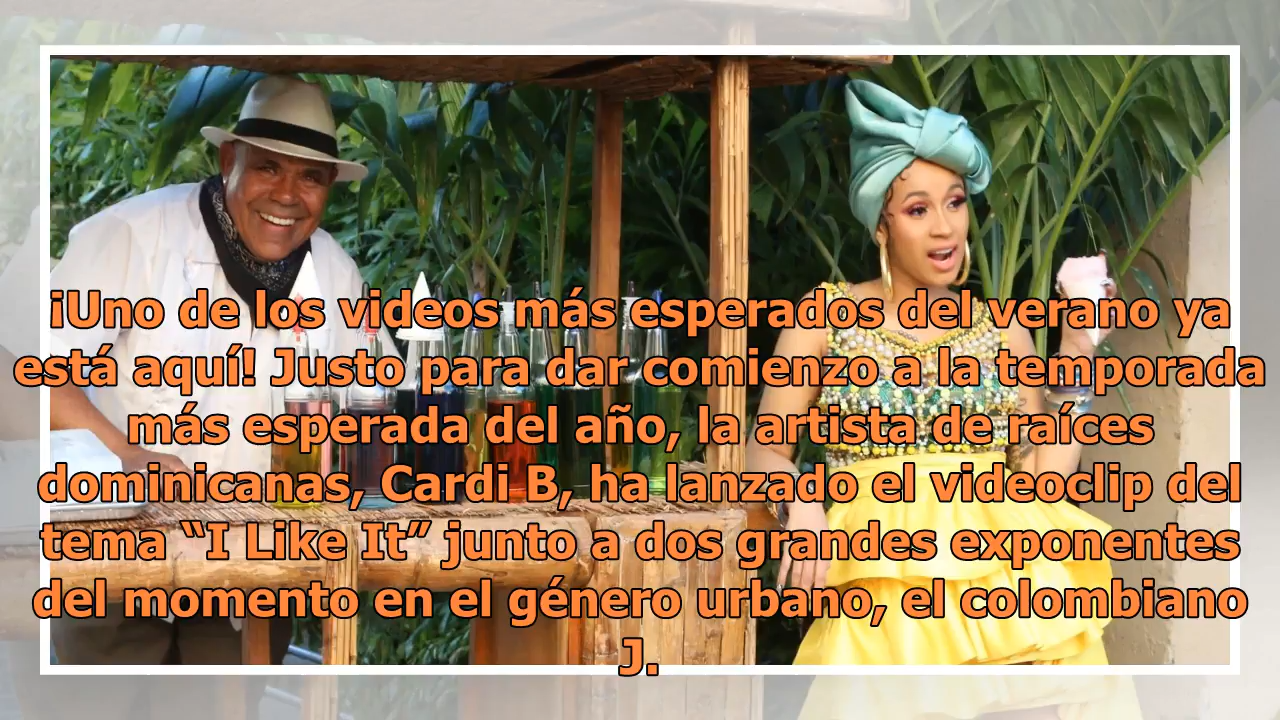 ¡Uno de los videos más esperados del verano ya
está aquí! Justo para dar comienzo a la temporada
más esperada del año, la artista de raíces
dominicanas, Cardi B, ha lanzado el videoclip del
tema “I Like It” junto a dos grandes exponentes
del momento en el género urbano, el colombiano
J.